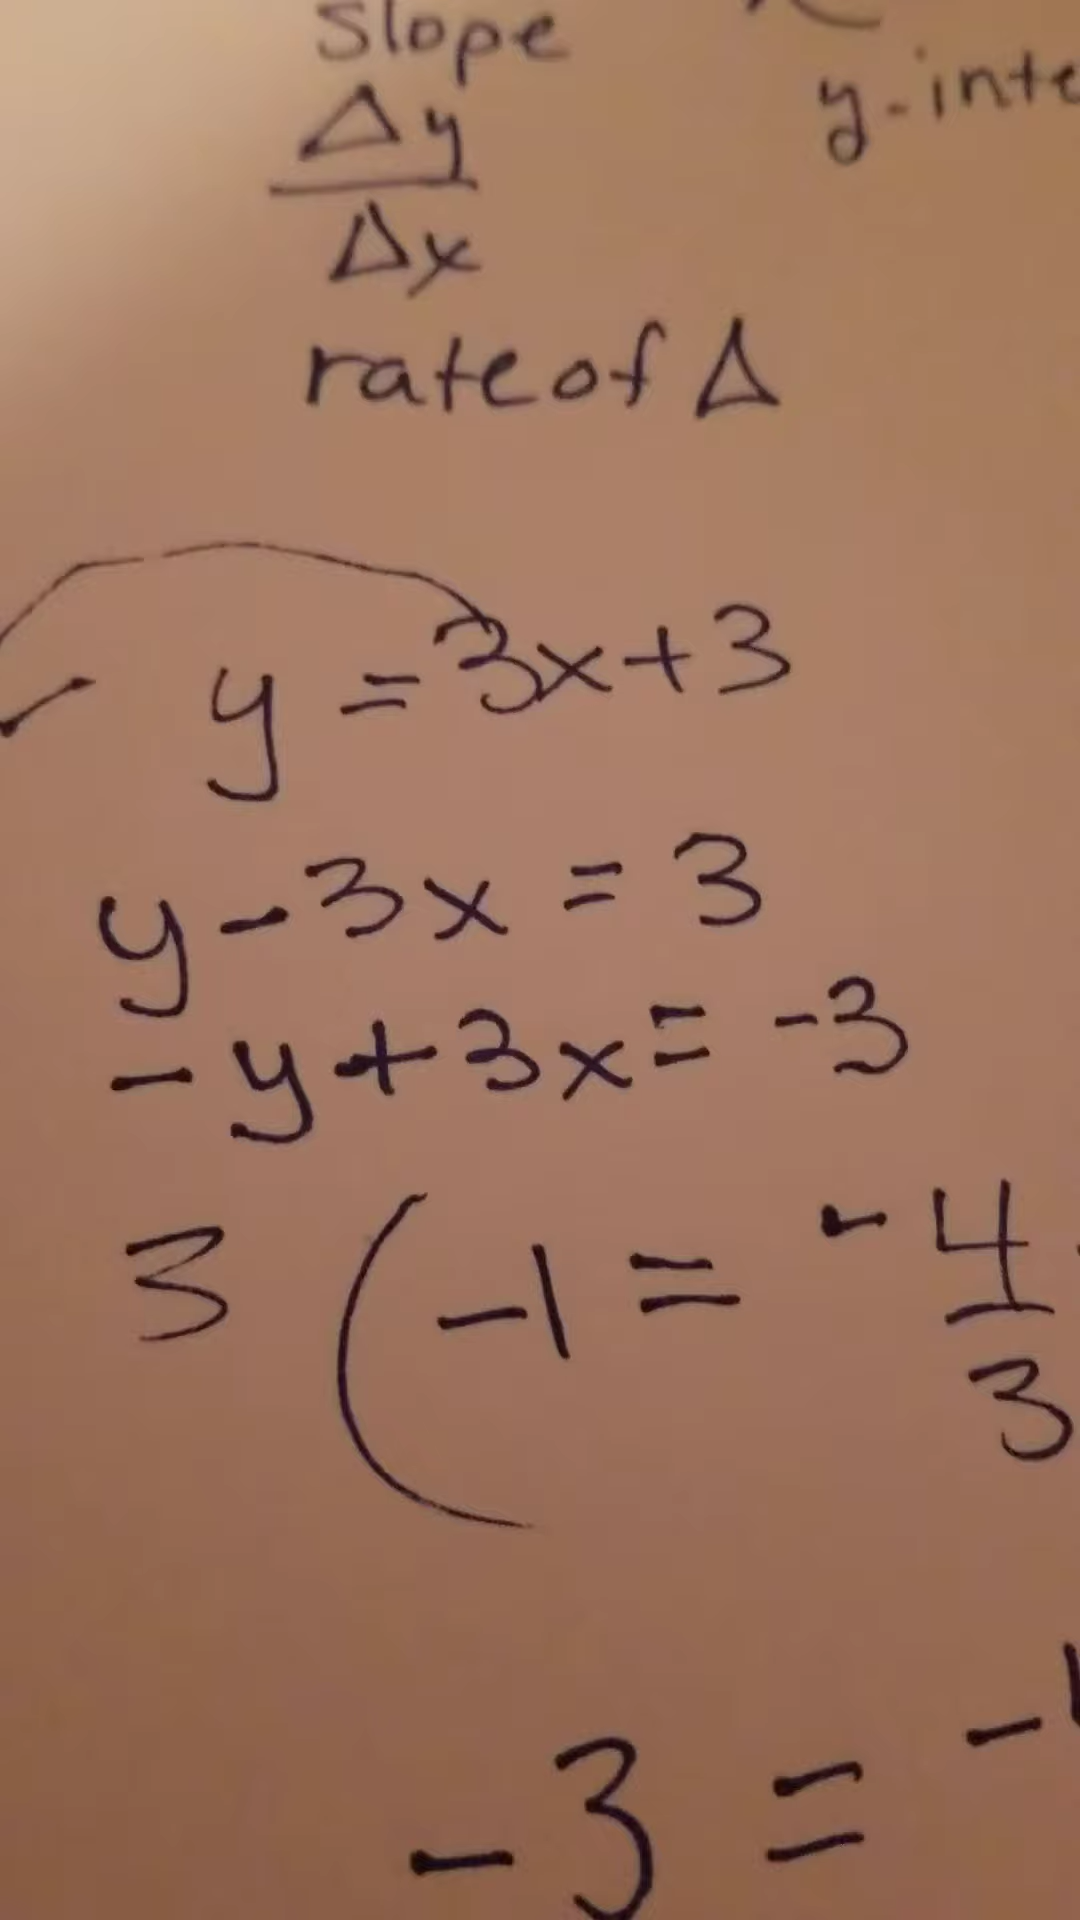 Slope
y-inte
Δy
Δx
rate of Δ
y = 3x+3
y - 3x = 3
- y + 3x = -3
3 ( -1 = - 4
3
- 3 = -